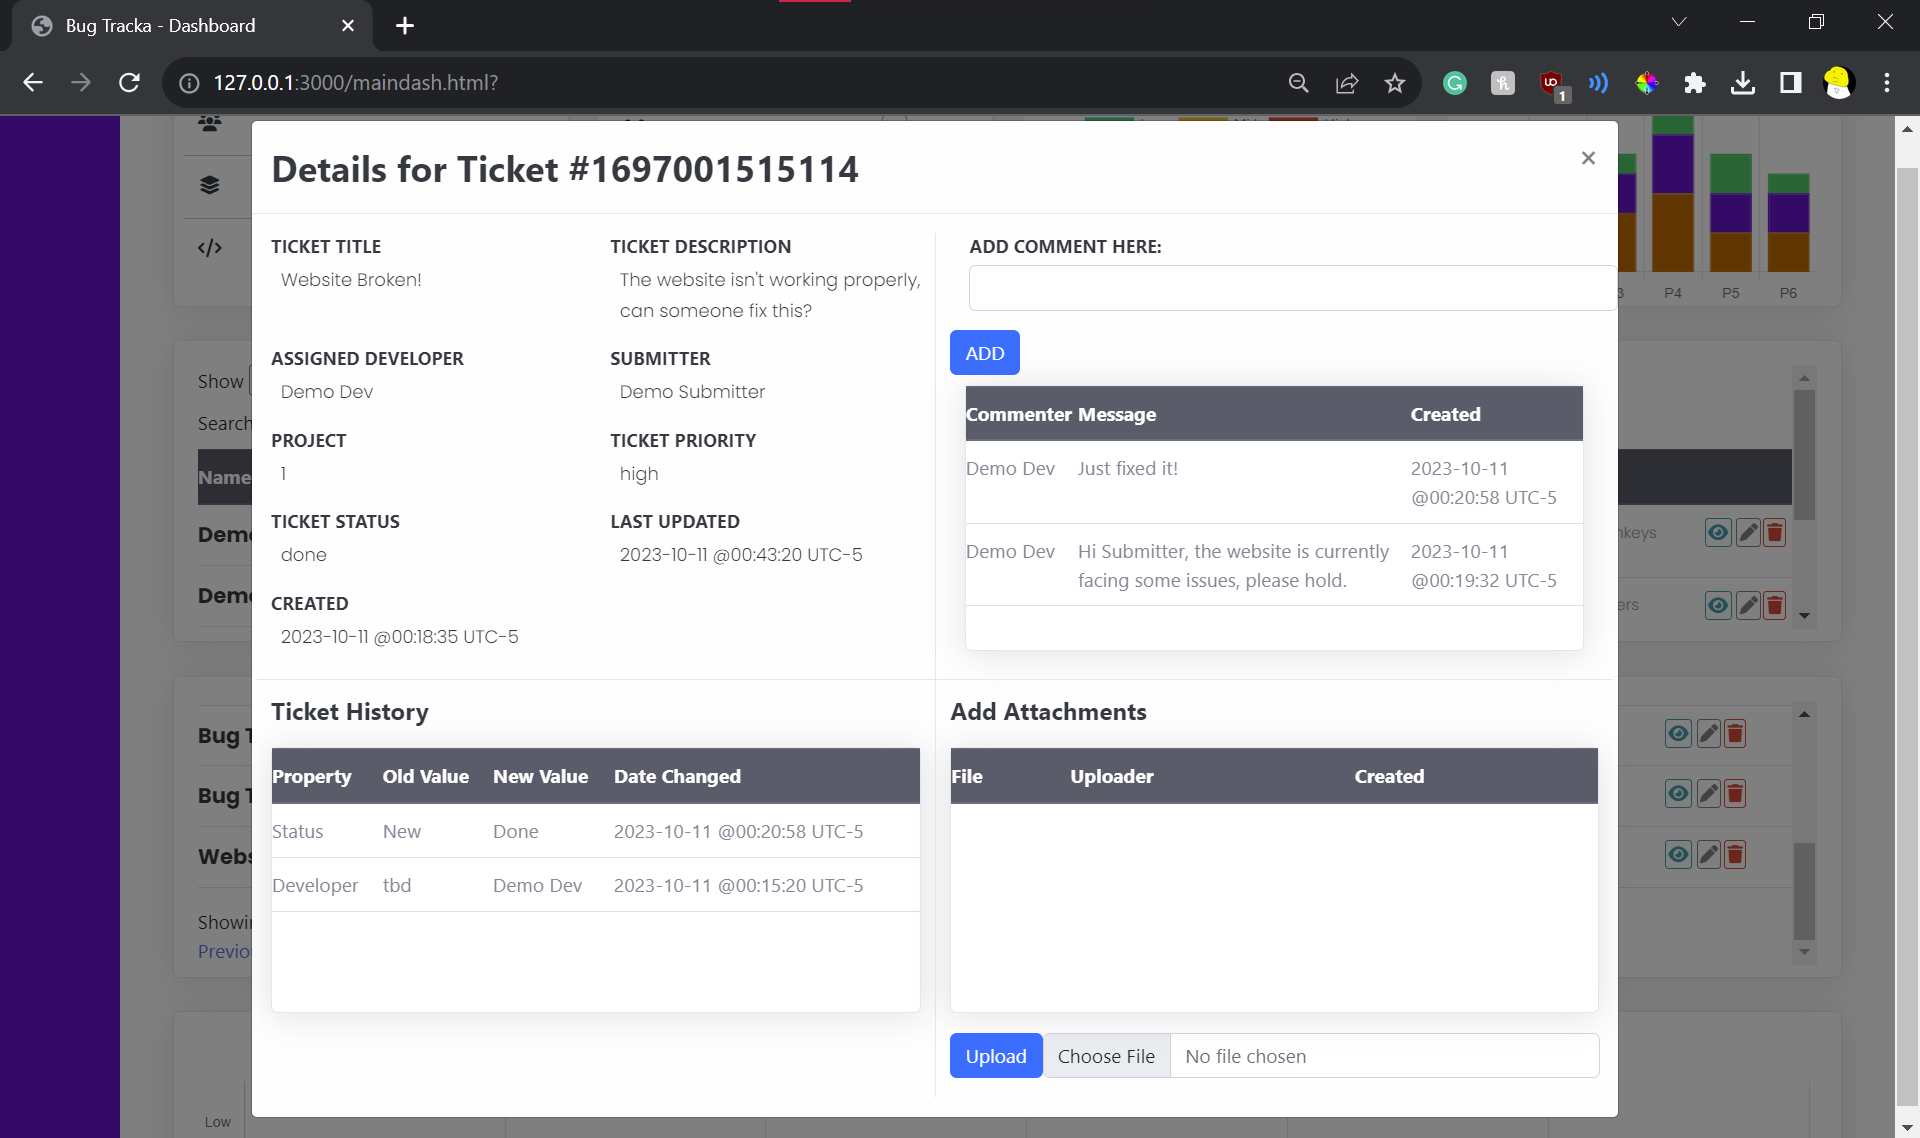 Bug Tracka - Dashboard
127.0.0.1:3000/maindash.html?
1
Details for Ticket #1697001515114
×
TICKET TITLE
Website Broken!
TICKET DESCRIPTION
The website isn't working properly,
can someone fix this?
ASSIGNED DEVELOPER
Demo Dev
SUBMITTER
Demo Submitter
PROJECT
1
TICKET PRIORITY
high
TICKET STATUS
done
LAST UPDATED
2023-10-11 @00:43:20 UTC-5
CREATED
2023-10-11 @00:18:35 UTC-5
ADD COMMENT HERE:
ADD
Commenter Message Created
Demo Dev Just fixed it! 2023-10-11
@00:20:58 UTC-5
Demo Dev Hi Submitter, the website is currently 2023-10-11
facing some issues, please hold. @00:19:32 UTC-5
Ticket History
Property Old Value New Value Date Changed
Status New Done 2023-10-11 @00:20:58 UTC-5
Developer tbd Demo Dev 2023-10-11 @00:15:20 UTC-5
Add Attachments
File Uploader Created
Upload Choose File No file chosen
</>
Show
Search
Name
Dem
Dem
Bug T
Bug T
Webs
Showi
Previo
Low
3 P4 P5 P6
nkeys
ers